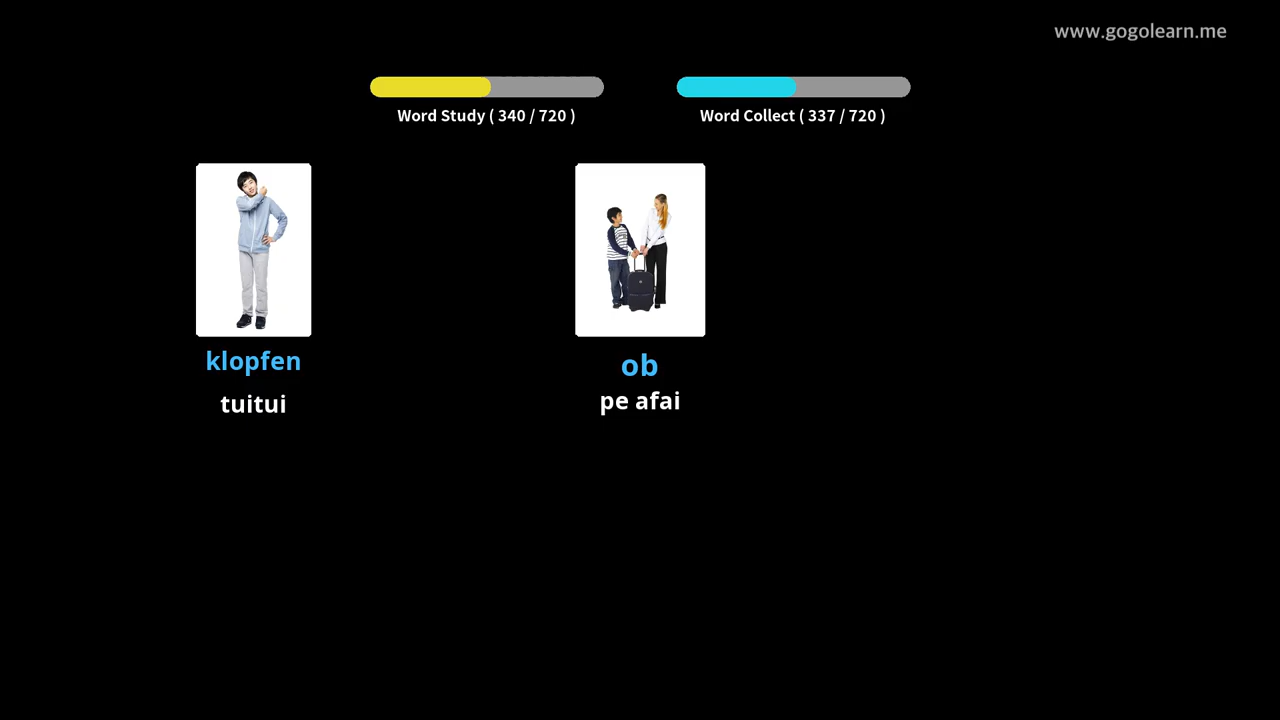 www.gogolearn.me
Word Study ( 340 / 720 )
Word Collect ( 337 / 720 )
klopfen
tuitui
ob
pe afai